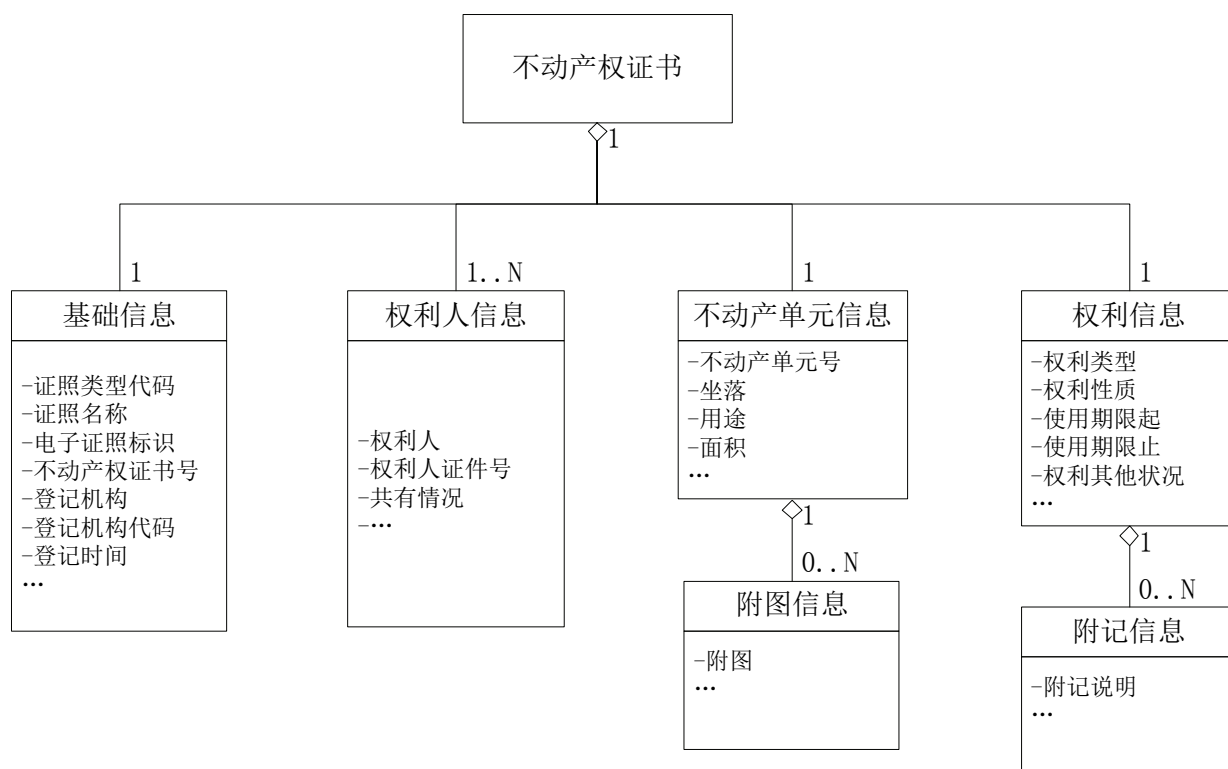 不动产权证书
1
1
1..N
1
1
基础信息
-证照类型代码
-证照名称
-电子证照标识
-不动产权证书号
-登记机构
-登记机构代码
-登记时间
…
权利人信息
-权利人
-权利人证件号
-共有情况
-…
不动产单元信息
-不动产单元号
-坐落
-用途
-面积
…
1
0..N
附图信息
-附图
…
权利信息
-权利类型
-权利性质
-使用期限起
-使用期限止
-权利其他状况
…
1
0..N
附记信息
-附记说明
…